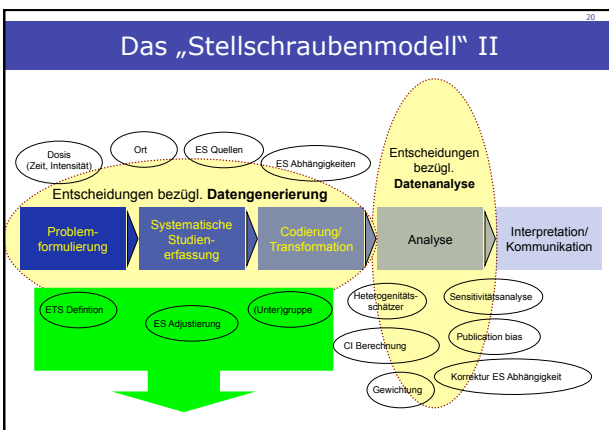 20
Das „Stellschraubenmodell" II
Dosis
(Zeit, Intensität)
Ort
ES Quellen
ES Abhängigkeiten
Entscheidungen
bezügl.
Datenanalyse
Entscheidungen bezügl. Datengenerierung
Problem-
formulierung
Systematische
Studien-
erfassung
Codierung/
Transformation
Analyse
Interpretation/
Kommunikation
ETS Defintion
ES Adjustierung
(Unter)gruppe
Heterogenitäts-
schätzer
Sensitivitätsanalyse
CI Berechnung
Publication bias
Gewichtung
Korrektur ES Abhängigkeit